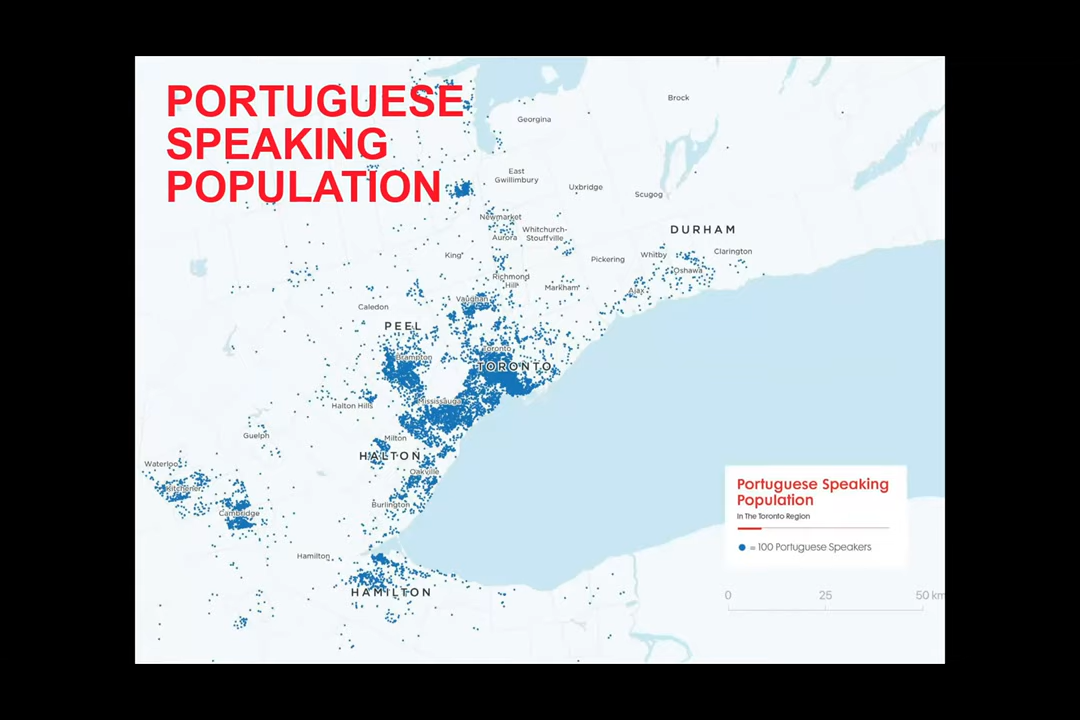 PORTUGUESE
SPEAKING
POPULATION
Brock
Georgina
East
Gwillimbury
Uxbridge
Scugog
Newmarket
Aurora
Whitchurch-
Stouffville
DURHAM
King
Pickering
Whitby
Clarington
Oshawa
Richmond
Hill
Markham
Ajax
Vaughan
Caledon
PEEL
Toronto
Brampton
TORONTO
Mississauga
Halton Hills
Guelph
Milton
HALTON
Waterloo
Oakville
Kitchener
Burlington
Cambridge
Hamilton
HAMILTON
Portuguese Speaking
Population
In The Toronto Region
= 100 Portuguese Speakers
0 25 50 km